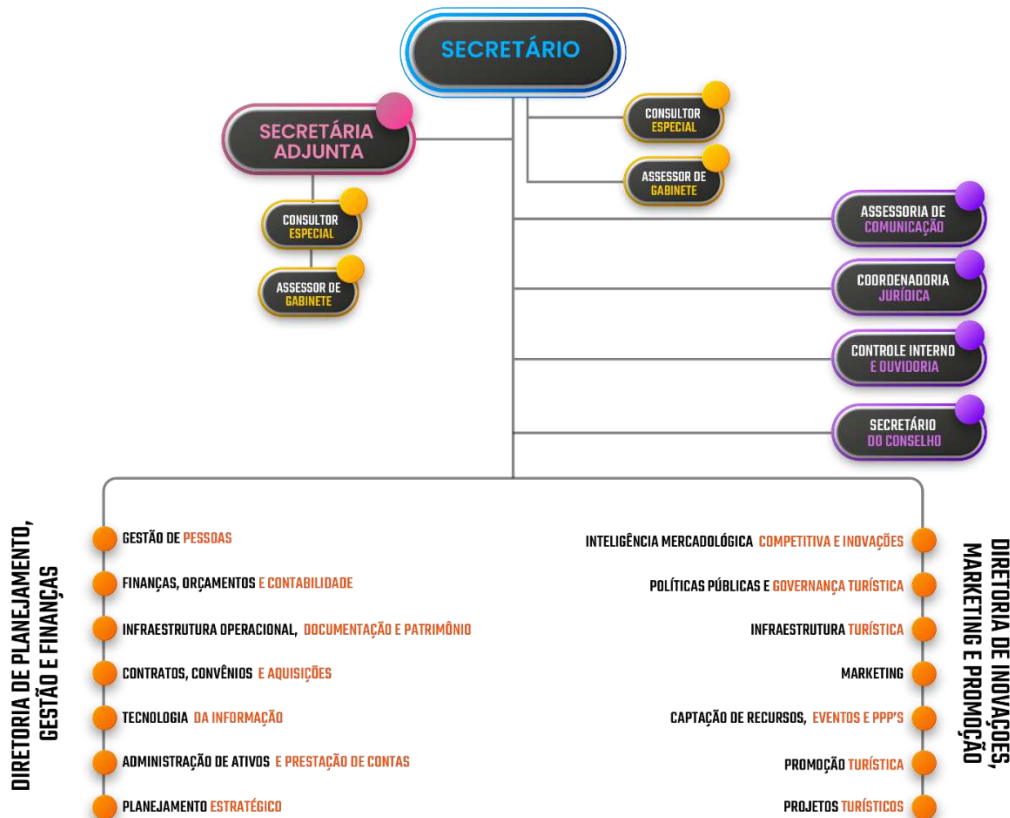 SECRETÁRIO
CONSULTOR
ESPECIAL
SECRETÁRIA
ADJUNTA
ASSESSOR DE
GABINETE
CONSULTOR
ESPECIAL
ASSESSOR DE
GABINETE
ASSESSORIA DE
COMUNICAÇÃO
COORDENADORIA
JURÍDICA
CONTROLE INTERNO
E OUVIDORIA
SECRETÁRIO
DO CONSELHO
DIRETORIA DE PLANEJAMENTO,
GESTÃO E FINANÇAS
GESTÃO DE PESSOAS
FINANÇAS, ORÇAMENTOS E CONTABILIDADE
INFRAESTRUTURA OPERACIONAL, DOCUMENTAÇÃO E PATRIMÔNIO
CONTRATOS, CONVÊNIOS E AQUISIÇÕES
TECNOLOGIA DA INFORMAÇÃO
ADMINISTRAÇÃO DE ATIVOS E PRESTAÇÃO DE CONTAS
PLANEJAMENTO ESTRATÉGICO
INTELIGÊNCIA MERCADOLÓGICA COMPETITIVA E INOVAÇÕES
POLÍTICAS PÚBLICAS E GOVERNANÇA TURÍSTICA
INFRAESTRUTURA TURÍSTICA
MARKETING
CAPTAÇÃO DE RECURSOS, EVENTOS E PPP'S
PROMOÇÃO TURÍSTICA
PROJETOS TURÍSTICOS
DIRETORIA DE INOVAÇOES,
MARKETING E PROMOÇÃO